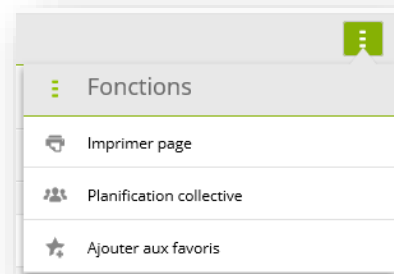 Fonctions
Imprimer page
Planification collective
Ajouter aux favoris